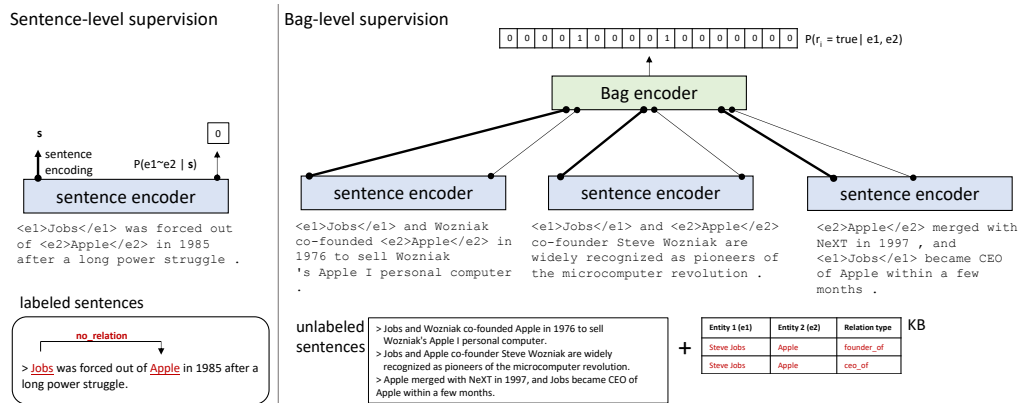 Sentence-level supervision
s
sentence
encoding
P(e1~e2 | s)
0
sentence encoder
<e1>Jobs</e1> was forced out
of <e2>Apple</e2> in 1985
after a long power struggle .
labeled sentences
no_relation
> Jobs was forced out of Apple in 1985 after a
long power struggle.
Bag-level supervision
0 0 0 0 1 0 0 0 0 1 0 0 0 0 0 0 0
P(ri = true| e1, e2)
Bag encoder
sentence encoder
<e1>Jobs</e1> and Wozniak
co-founded <e2>Apple</e2> in
1976 to sell Wozniak
's Apple I personal computer
.
sentence encoder
<e1>Jobs</e1> and <e2>Apple</e2>
co-founder Steve Wozniak are
widely recognized as pioneers of
the microcomputer revolution .
sentence encoder
<e2>Apple</e2> merged with
NeXT in 1997 , and
<e1>Jobs</e1> became CEO
of Apple within a few
months .
unlabeled
sentences
> Jobs and Wozniak co-founded Apple in 1976 to sell
Wozniak's Apple I personal computer.
> Jobs and Apple co-founder Steve Wozniak are widely
recognized as pioneers of the microcomputer revolution.
> Apple merged with NeXT in 1997, and Jobs became CEO of
Apple within a few months.
+
Entity 1 (e1) Entity 2 (e2) Relation type
Steve Jobs Apple founder_of
Steve Jobs Apple ceo_of
KB